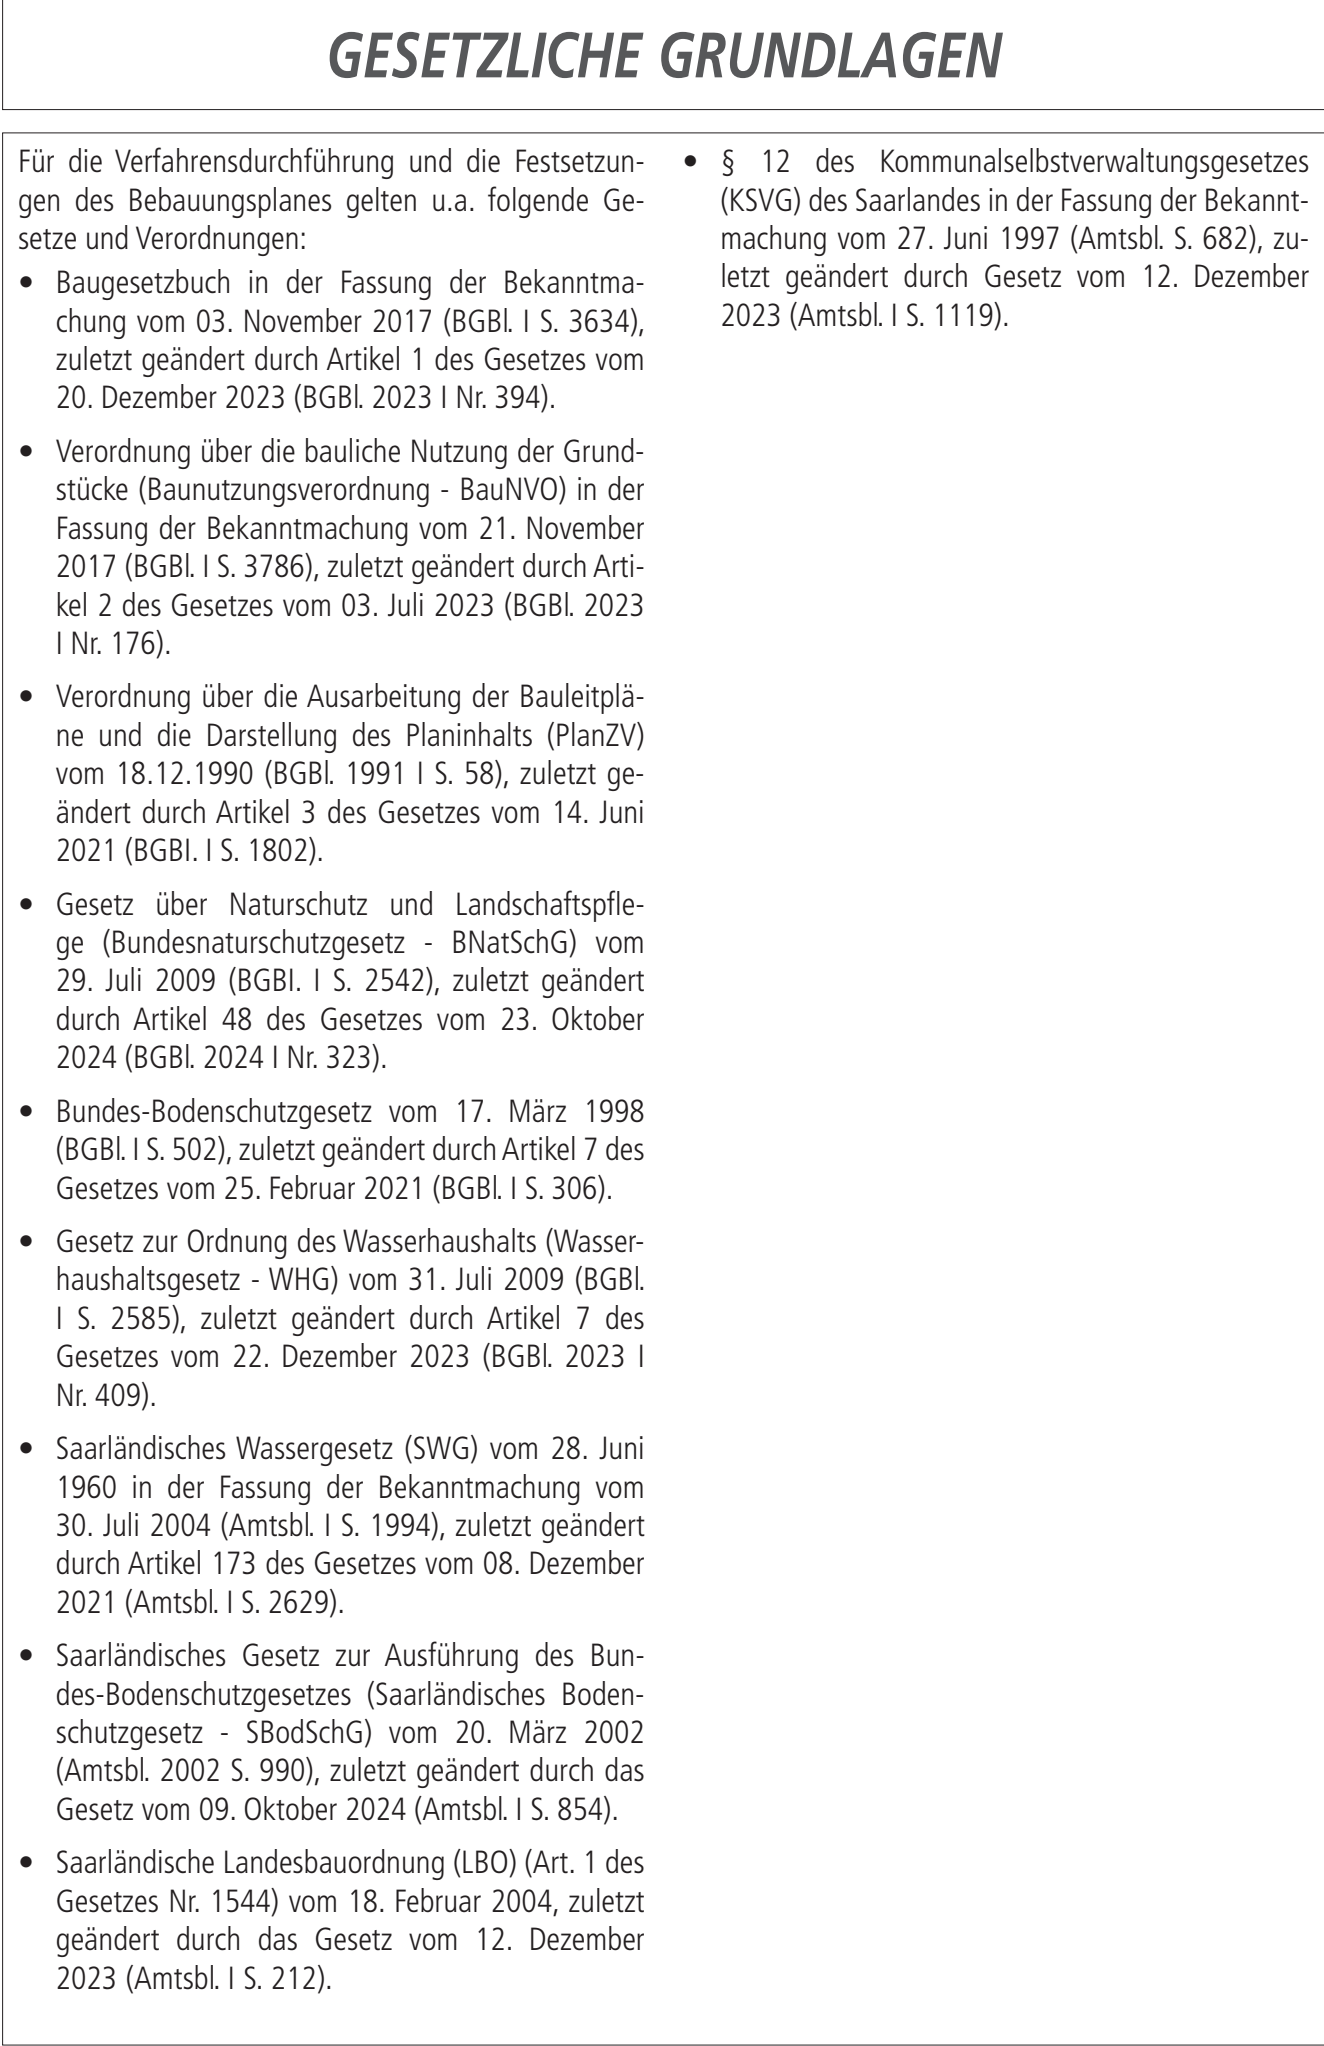 GESETZLICHE GRUNDLAGEN
Für die Verfahrensdurchführung und die Festsetzun-
gen des Bebauungsplanes gelten u.a. folgende Ge-
setze und Verordnungen:
• Baugesetzbuch in der Fassung der Bekanntma-
chung vom 03. November 2017 (BGBl. I S. 3634),
zuletzt geändert durch Artikel 1 des Gesetzes vom
20. Dezember 2023 (BGBl. 2023 I Nr. 394).
• Verordnung über die bauliche Nutzung der Grund-
stücke (Baunutzungsverordnung - BauNVO) in der
Fassung der Bekanntmachung vom 21. November
2017 (BGBl. I S. 3786), zuletzt geändert durch Arti-
kel 2 des Gesetzes vom 03. Juli 2023 (BGBl. 2023
I Nr. 176).
• Verordnung über die Ausarbeitung der Bauleitplä-
ne und die Darstellung des Planinhalts (PlanZV)
vom 18.12.1990 (BGBl. 1991 I S. 58), zuletzt ge-
ändert durch Artikel 3 des Gesetzes vom 14. Juni
2021 (BGBI. I S. 1802).
• Gesetz über Naturschutz und Landschaftspfle-
ge (Bundesnaturschutzgesetz - BNatSchG) vom
29. Juli 2009 (BGBI. I S. 2542), zuletzt geändert
durch Artikel 48 des Gesetzes vom 23. Oktober
2024 (BGBl. 2024 I Nr. 323).
• Bundes-Bodenschutzgesetz vom 17. März 1998
(BGBl. I S. 502), zuletzt geändert durch Artikel 7 des
Gesetzes vom 25. Februar 2021 (BGBl. I S. 306).
• Gesetz zur Ordnung des Wasserhaushalts (Wasser-
haushaltsgesetz - WHG) vom 31. Juli 2009 (BGBl.
I S. 2585), zuletzt geändert durch Artikel 7 des
Gesetzes vom 22. Dezember 2023 (BGBl. 2023 I
Nr. 409).
• Saarländisches Wassergesetz (SWG) vom 28. Juni
1960 in der Fassung der Bekanntmachung vom
30. Juli 2004 (Amtsbl. I S. 1994), zuletzt geändert
durch Artikel 173 des Gesetzes vom 08. Dezember
2021 (Amtsbl. I S. 2629).
• Saarländisches Gesetz zur Ausführung des Bun-
des-Bodenschutzgesetzes (Saarländisches Boden-
schutzgesetz - SBodSchG) vom 20. März 2002
(Amtsbl. 2002 S. 990), zuletzt geändert durch das
Gesetz vom 09. Oktober 2024 (Amtsbl. I S. 854).
• Saarländische Landesbauordnung (LBO) (Art. 1 des
Gesetzes Nr. 1544) vom 18. Februar 2004, zuletzt
geändert durch das Gesetz vom 12. Dezember
2023 (Amtsbl. I S. 212).
• § 12 des Kommunalselbstverwaltungsgesetzes
(KSVG) des Saarlandes in der Fassung der Bekannt-
machung vom 27. Juni 1997 (Amtsbl. S. 682), zu-
letzt geändert durch Gesetz vom 12. Dezember
2023 (Amtsbl. I S. 1119).